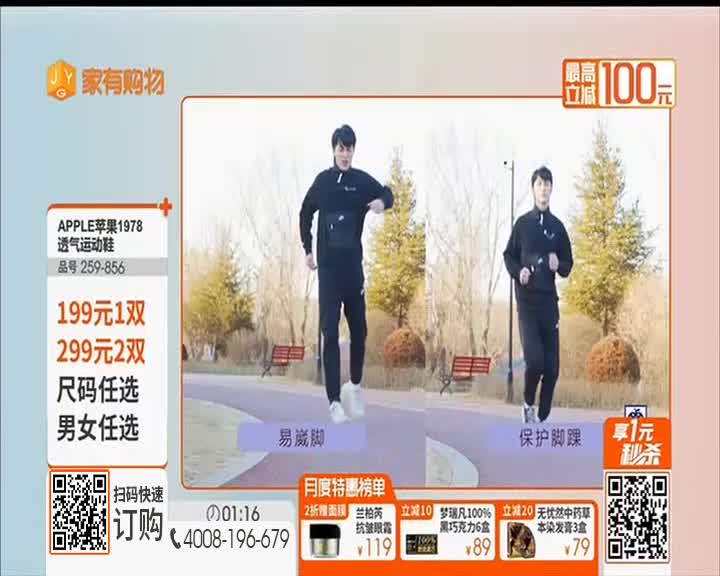 JYG 家有购物
最高
立减
100元
APPLE苹果1978
透气运动鞋
品号 259-856
199元1双
299元2双
尺码任选
男女任选
易崴脚
保护脚踝
享1元
秒杀
扫码快速
订购
01:16
4008-196-679
月度特惠榜单
2折赠面膜
兰柏芮
抗皱眼霜
¥119
立减10
梦瑞凡100%
黑巧克力6盒
100%
¥89
立减20
无忧然中药草
本染发膏3盒
¥79